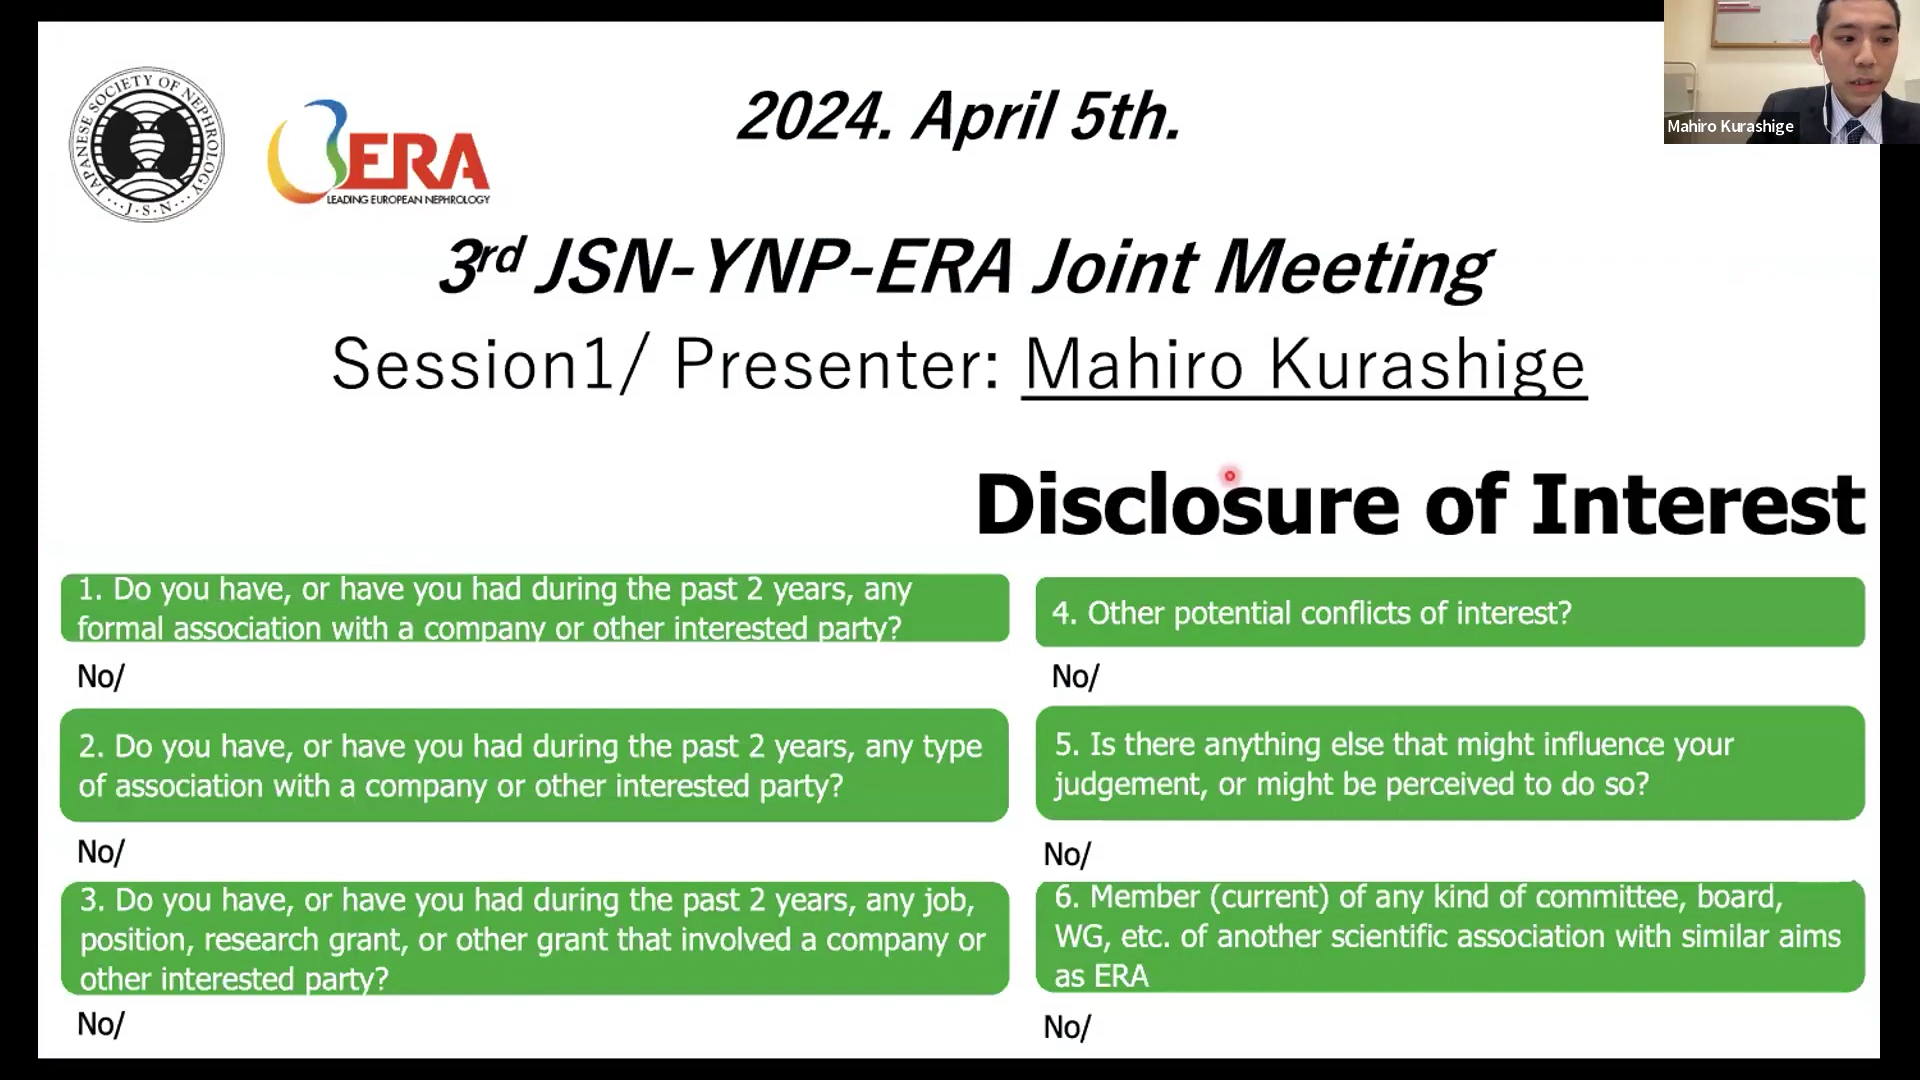 JAPANESE SOCIETY OF NEPHROLOGY
··· J·S·N ···
ERA
LEADING EUROPEAN NEPHROLOGY
2024. April 5th.
Mahiro Kurashige
3rd JSN-YNP-ERA Joint Meeting
Session1/ Presenter: Mahiro Kurashige
Disclosure of Interest
1. Do you have, or have you had during the past 2 years, any
formal association with a company or other interested party?
No/
2. Do you have, or have you had during the past 2 years, any type
of association with a company or other interested party?
No/
3. Do you have, or have you had during the past 2 years, any job,
position, research grant, or other grant that involved a company or
other interested party?
No/
4. Other potential conflicts of interest?
No/
5. Is there anything else that might influence your
judgement, or might be perceived to do so?
No/
6. Member (current) of any kind of committee, board,
WG, etc. of another scientific association with similar aims
as ERA
No/